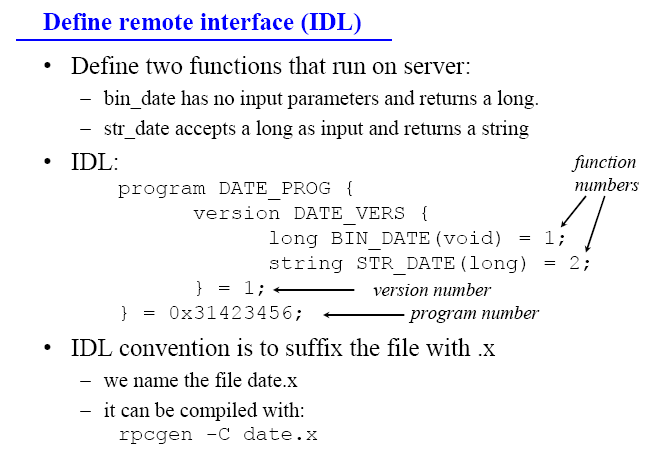 Define remote interface (IDL)
• Define two functions that run on server:
– bin_date has no input parameters and returns a long.
– str_date accepts a long as input and returns a string
• IDL:
function
numbers
program DATE_PROG {
version DATE_VERS {
long BIN_DATE(void) = 1;
string STR_DATE(long) = 2;
} = 1; version number
} = 0x31423456; program number
• IDL convention is to suffix the file with .x
– we name the file date.x
– it can be compiled with:
rpcgen -C date.x